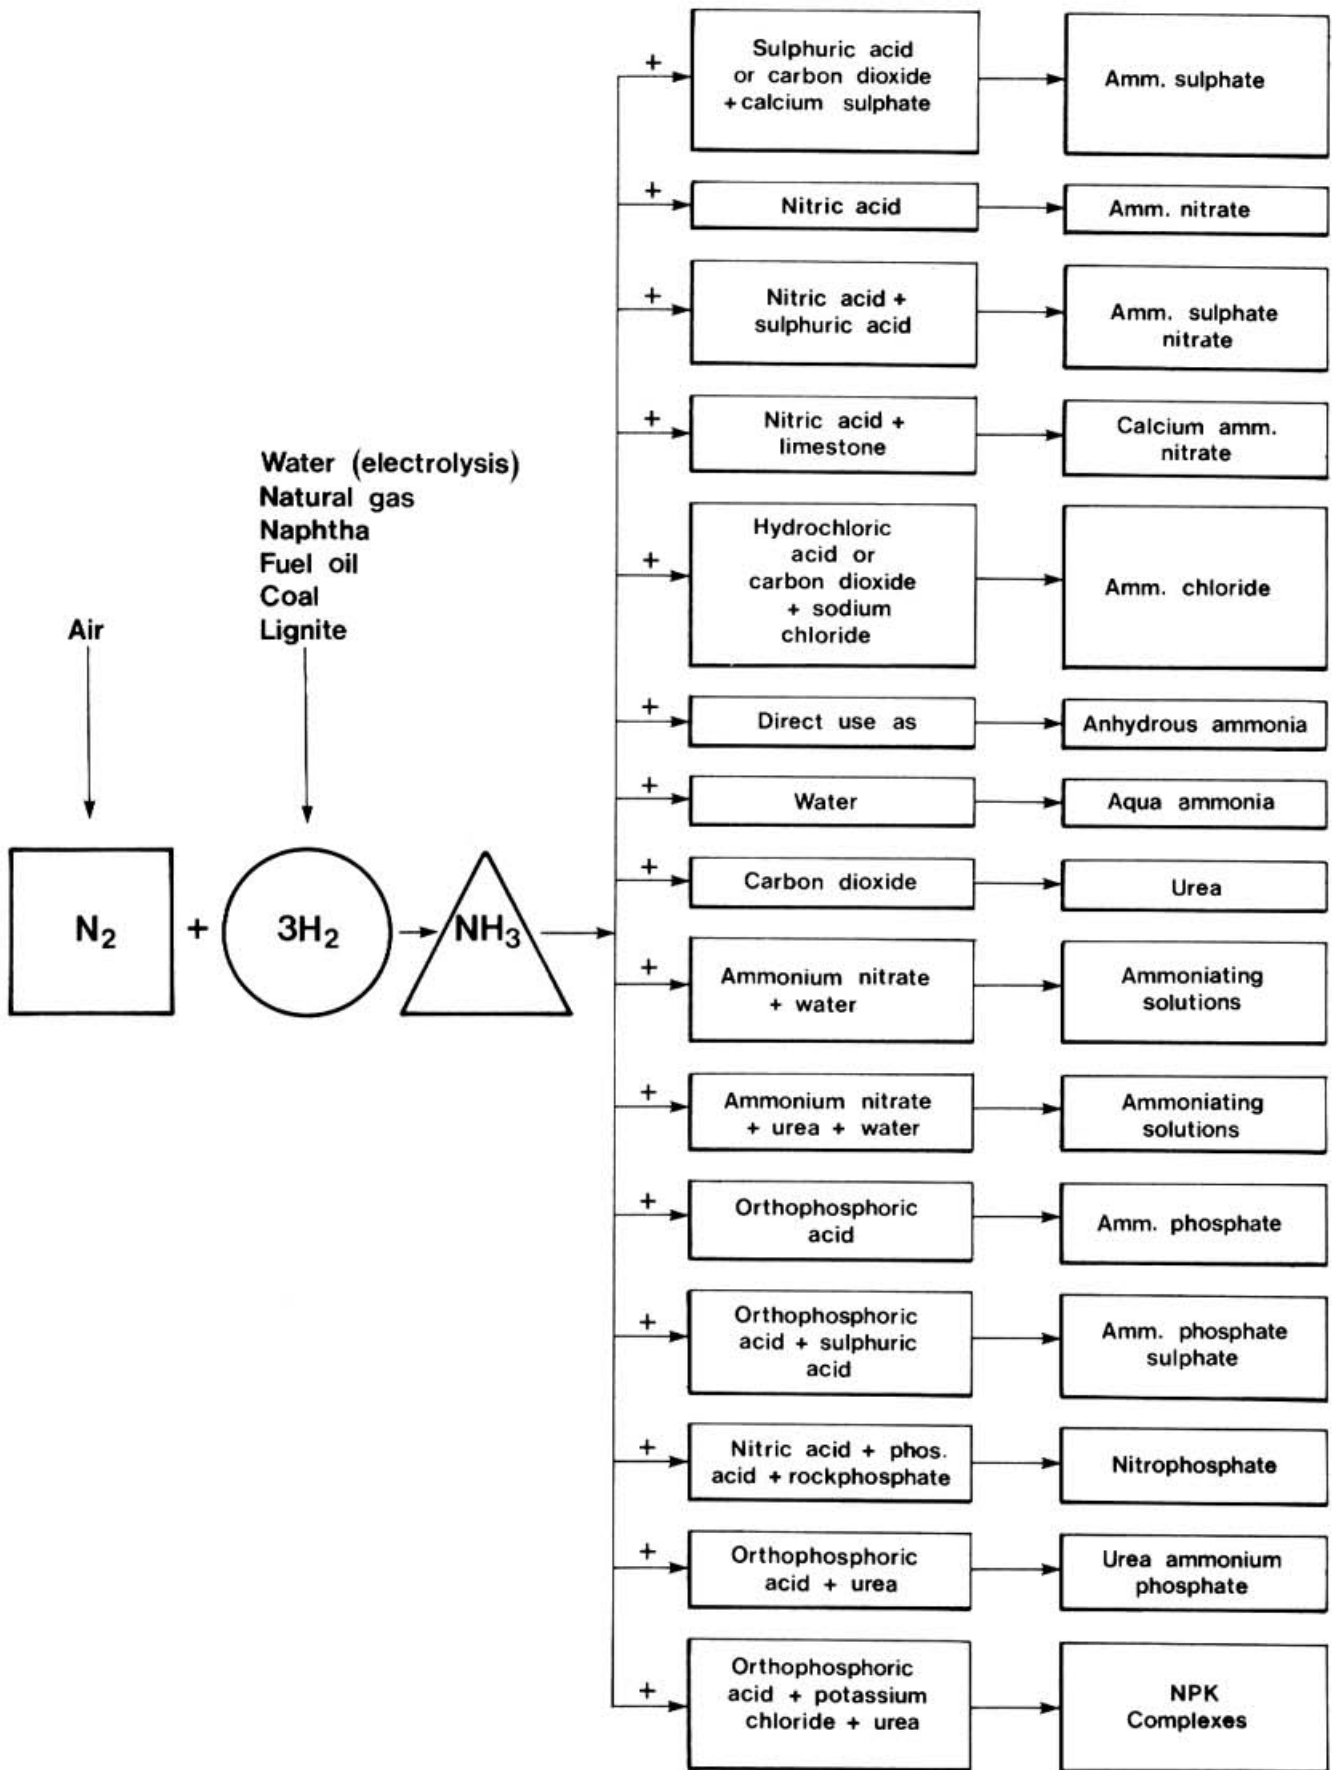 Water (electrolysis)
Natural gas
Naphtha
Fuel oil
Coal
Lignite
Air
N₂ + 3H₂ NH₃
+
Sulphuric acid
or carbon dioxide
+ calcium sulphate
Amm. sulphate
+
Nitric acid
Amm. nitrate
+
Nitric acid +
sulphuric acid
Amm. sulphate
nitrate
+
Nitric acid +
limestone
Calcium amm.
nitrate
+
Hydrochloric
acid or
carbon dioxide
+ sodium
chloride
Amm. chloride
+
Direct use as
Anhydrous ammonia
+
Water
Aqua ammonia
+
Carbon dioxide
Urea
+
Ammonium nitrate
+ water
Ammoniating
solutions
+
Ammonium nitrate
+ urea + water
Ammoniating
solutions
+
Orthophosphoric
acid
Amm. phosphate
+
Orthophosphoric
acid + sulphuric
acid
Amm. phosphate
sulphate
+
Nitric acid + phos.
acid + rockphosphate
Nitrophosphate
+
Orthophosphoric
acid + urea
Urea ammonium
phosphate
+
Orthophosphoric
acid + potassium
chloride + urea
NPK
Complexes